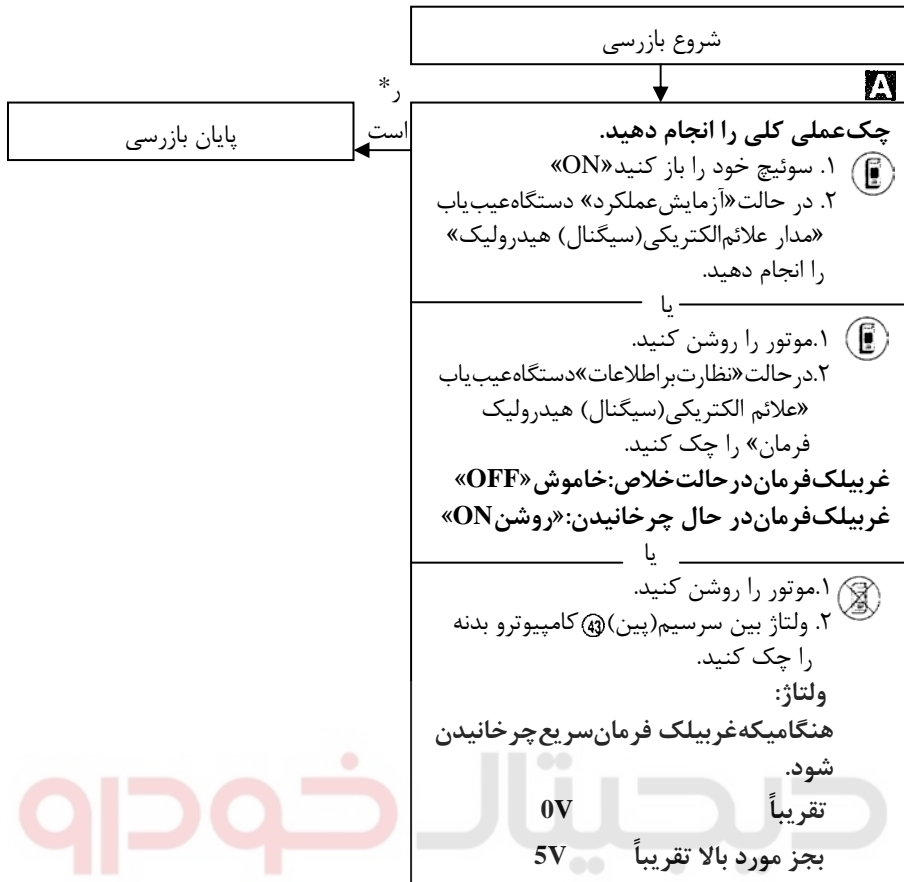 شروع بازرسی
A
ر*
است
پایان بازرسی
چک‌عملی کلی را انجام دهید.
۱. سوئیچ خود را باز کنید«ON»
۲. در حالت«آزمایش‌عملکرد» دستگاه‌عیب‌یاب
«مدار علائم‌الکتریکی(سیگنال) هیدرولیک»
را انجام دهید.
یا
۱.موتور را روشن کنید.
۲.درحالت«نظارت‌براطلاعات»دستگاه‌عیب‌یاب
«علائم الکتریکی(سیگنال) هیدرولیک
فرمان» را چک کنید.
غربیلک‌فرمان‌درحالت‌خلاص:خاموش«OFF»
غربیلک‌فرمان‌در حال چرخانیدن:«روشنON»
یا
۱.موتور را روشن کنید.
۲. ولتاژ بین سرسیم(پین)㊸کامپیوترو بدنه
را چک کنید.
ولتاژ:
هنگامیکه‌غربیلک فرمان‌سریع‌چرخانیدن
شود.
تقریباً 0V
بجز مورد بالا تقریباً 5V
دیجیتال خودرو